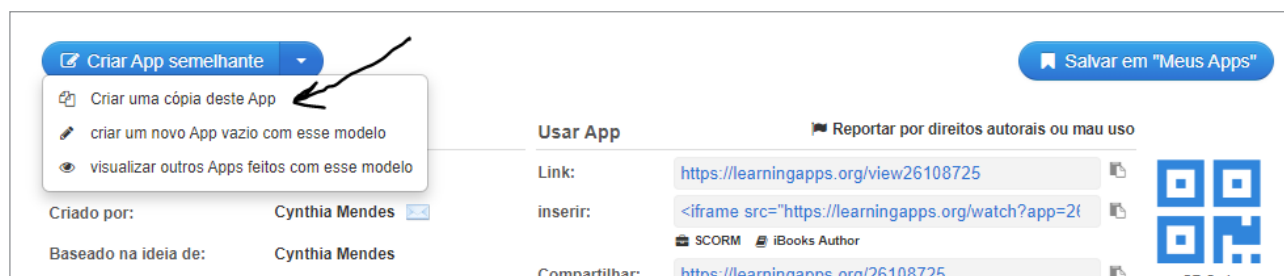 Criar App semelhante
Salvar em "Meus Apps"
Criar uma cópia deste App
criar um novo App vazio com esse modelo
visualizar outros Apps feitos com esse modelo
Usar App
Reportar por direitos autorais ou mau uso
Link:
https://learningapps.org/view26108725
Criado por:
Cynthia Mendes
inserir:
<iframe src="https://learningapps.org/watch?app=26
SCORM
iBooks Author
Baseado na ideia de:
Cynthia Mendes
Compartilhar:
https://learningapps.org/26108725